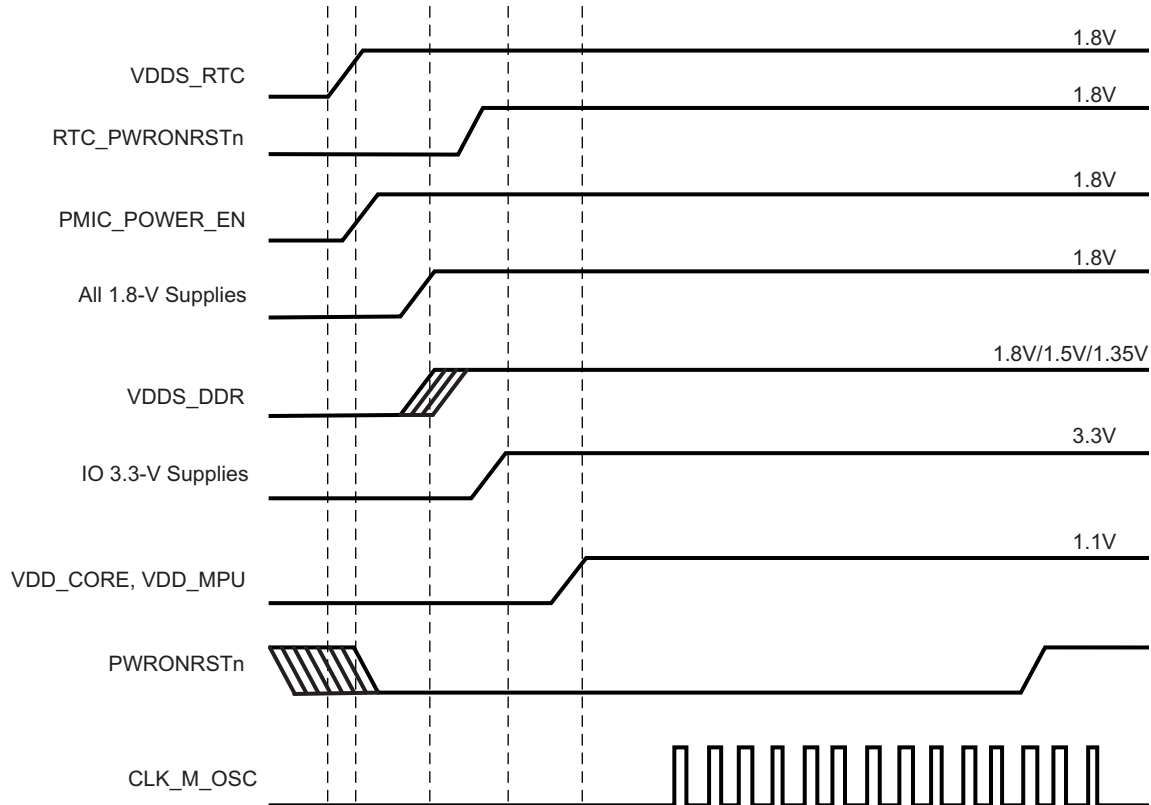 1.8V
VDDS_RTC
1.8V
RTC_PWRONRSTn
1.8V
PMIC_POWER_EN
1.8V
All 1.8-V Supplies
1.8V/1.5V/1.35V
VDDS_DDR
3.3V
IO 3.3-V Supplies
1.1V
VDD_CORE, VDD_MPU
PWRONRSTn
CLK_M_OSC